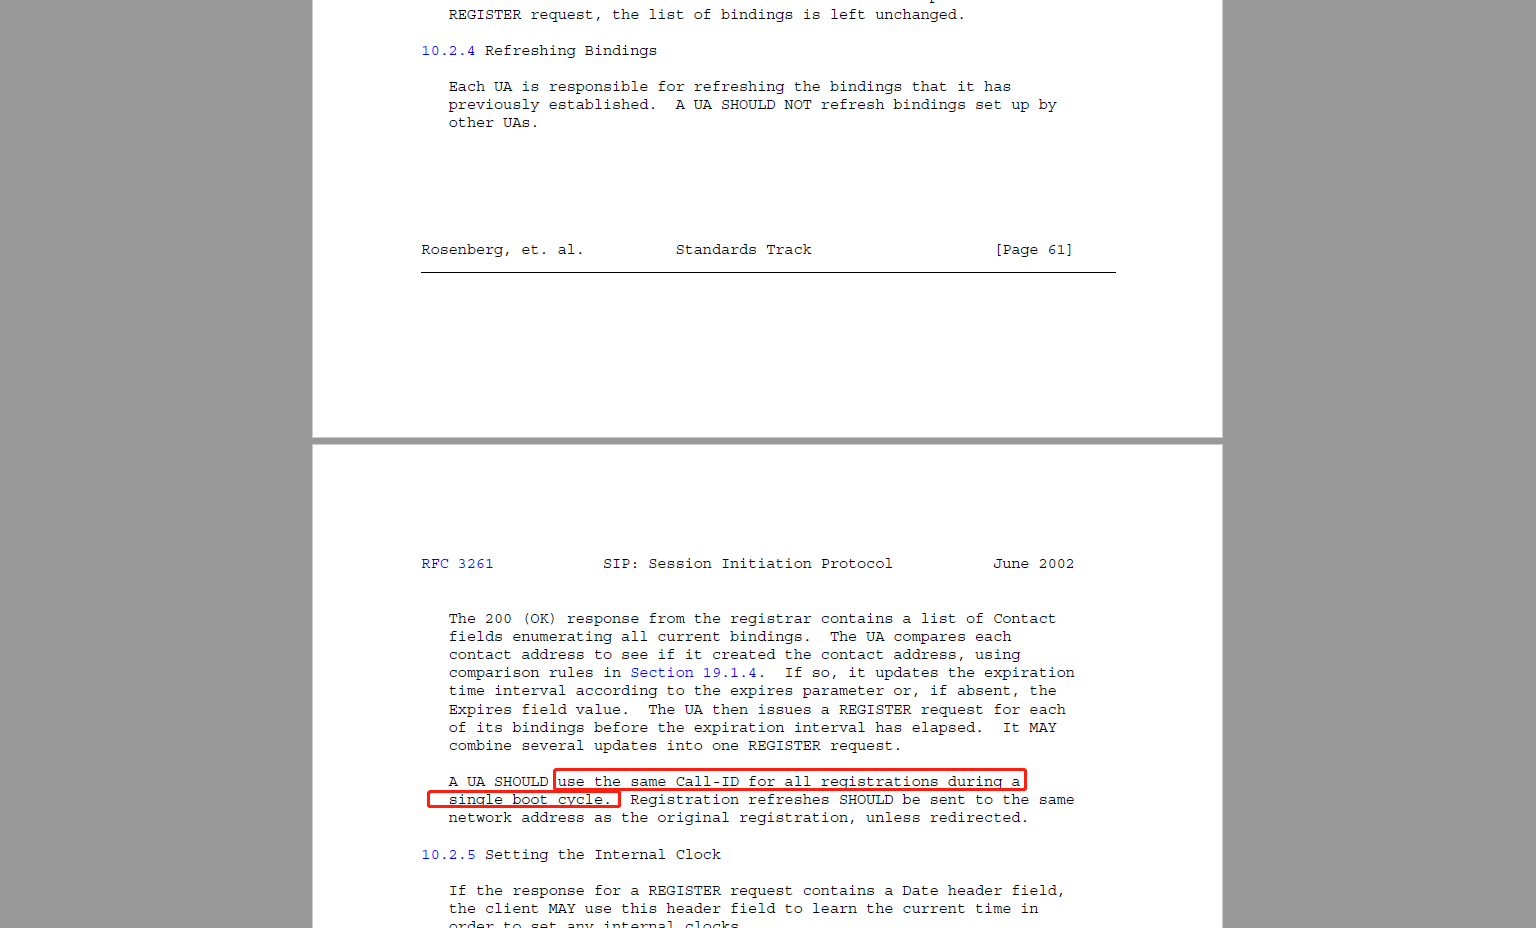 REGISTER request, the list of bindings is left unchanged.
10.2.4 Refreshing Bindings
Each UA is responsible for refreshing the bindings that it has
previously established.  A UA SHOULD NOT refresh bindings set up by
other UAs.
Rosenberg, et. al.          Standards Track                    [Page 61]
RFC 3261            SIP: Session Initiation Protocol           June 2002
The 200 (OK) response from the registrar contains a list of Contact
fields enumerating all current bindings.  The UA compares each
contact address to see if it created the contact address, using
comparison rules in Section 19.1.4.  If so, it updates the expiration
time interval according to the expires parameter or, if absent, the
Expires field value.  The UA then issues a REGISTER request for each
of its bindings before the expiration interval has elapsed.  It MAY
combine several updates into one REGISTER request.
A UA SHOULD use the same Call-ID for all registrations during a
single boot cycle.  Registration refreshes SHOULD be sent to the same
network address as the original registration, unless redirected.
10.2.5 Setting the Internal Clock
If the response for a REGISTER request contains a Date header field,
the client MAY use this header field to learn the current time in
order to set any internal clocks